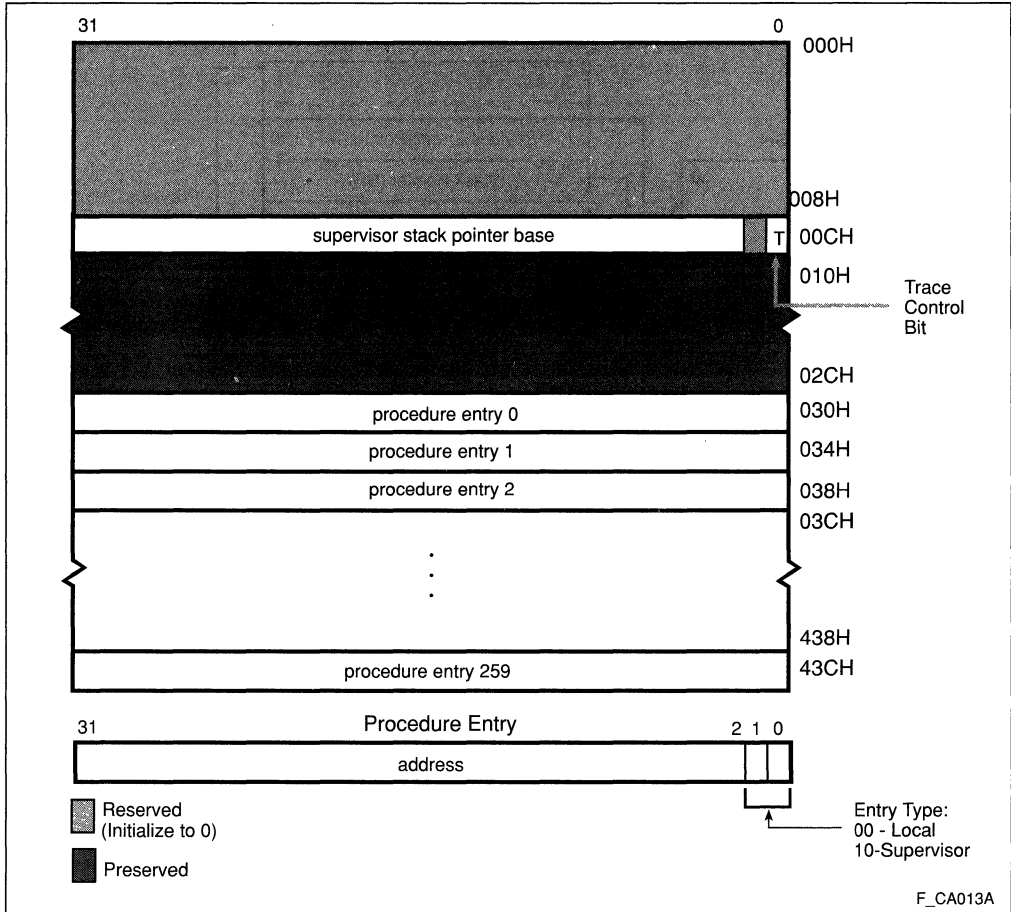 31 0
000H
008H
supervisor stack pointer base T 00CH
010H
Trace
Control
Bit
02CH
procedure entry 0 030H
procedure entry 1 034H
procedure entry 2 038H
03CH
438H
procedure entry 259 43CH
Procedure Entry
31 2 1 0
address
Reserved
(Initialize to 0)
Preserved
Entry Type:
00 - Local
10-Supervisor
F_CA013A